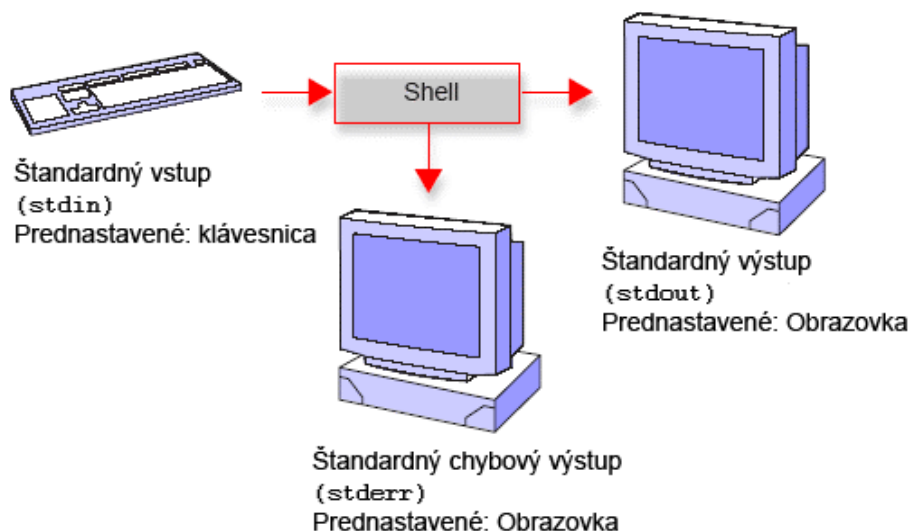 Shell
Štandardný vstup
(stdin)
Prednastavené: klávesnica
Štandardný výstup
(stdout)
Prednastavené: Obrazovka
Štandardný chybový výstup
(stderr)
Prednastavené: Obrazovka